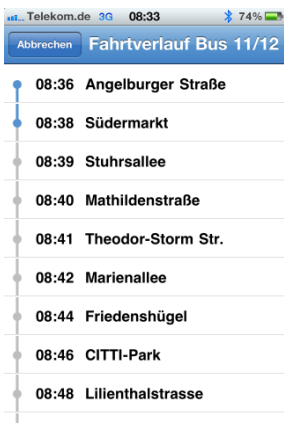 Telekom.de 3G 08:33 74%
Abbrechen Fahrtverlauf Bus 11/12
08:36 Angelburger Straße
08:38 Südermarkt
08:39 Stuhrsallee
08:40 Mathildenstraße
08:41 Theodor-Storm Str.
08:42 Marienallee
08:44 Friedenshügel
08:46 CITTI-Park
08:48 Lilienthalstrasse